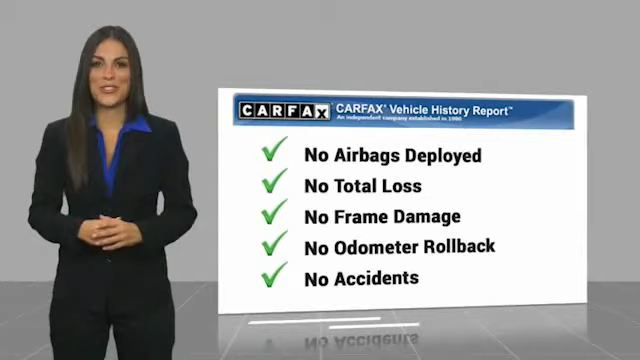 CARFAX CARFAX® Vehicle History Report™
An independent company established in 1986
No Airbags Deployed
No Total Loss
No Frame Damage
No Odometer Rollback
No Accidents